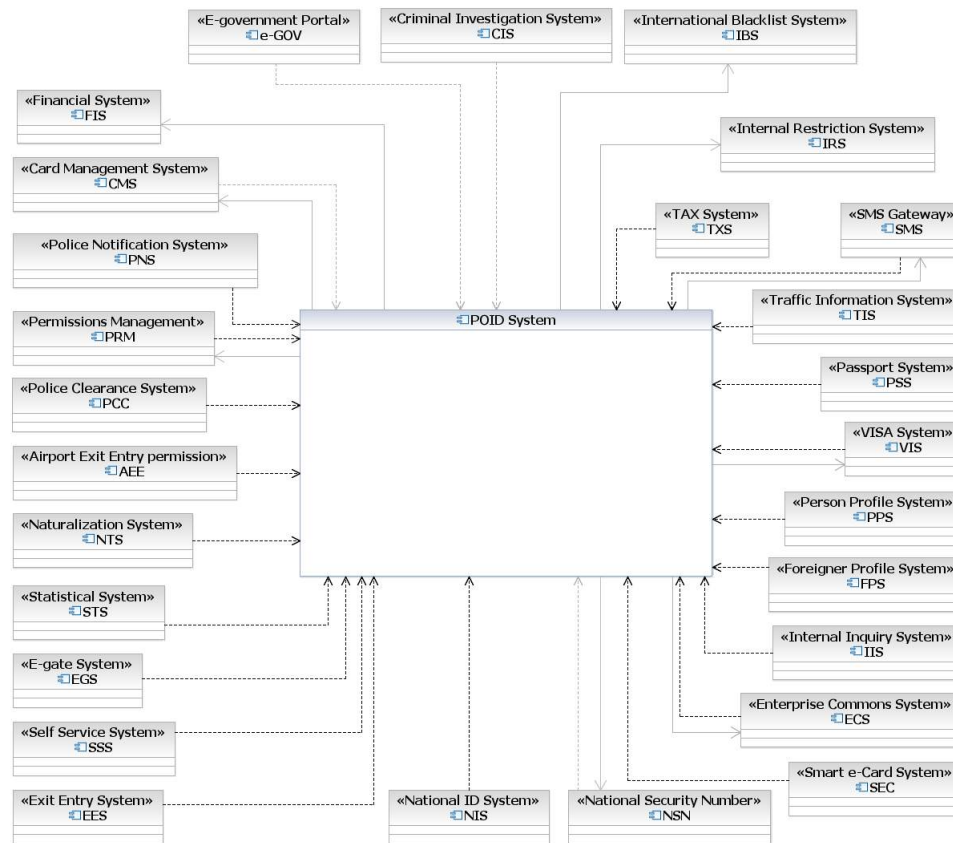 «E-government Portal»
e-GOV
«Criminal Investigation System»
CIS
«International Blacklist System»
IBS
«Financial System»
FIS
«Internal Restriction System»
IRS
«Card Management System»
CMS
«TAX System»
TXS
«SMS Gateway»
SMS
«Police Notification System»
PNS
«Traffic Information System»
TIS
«Permissions Management»
PRM
POID System
«Passport System»
PSS
«Police Clearance System»
PCC
«VISA System»
VIS
«Airport Exit Entry permission»
AEE
«Person Profile System»
PPS
«Naturalization System»
NTS
«Foreigner Profile System»
FPS
«Statistical System»
STS
«Internal Inquiry System»
IIS
«E-gate System»
EGS
«Enterprise Commons System»
ECS
«Self Service System»
SSS
«Smart e-Card System»
SEC
«Exit Entry System»
EES
«National ID System»
NIS
«National Security Number»
NSN